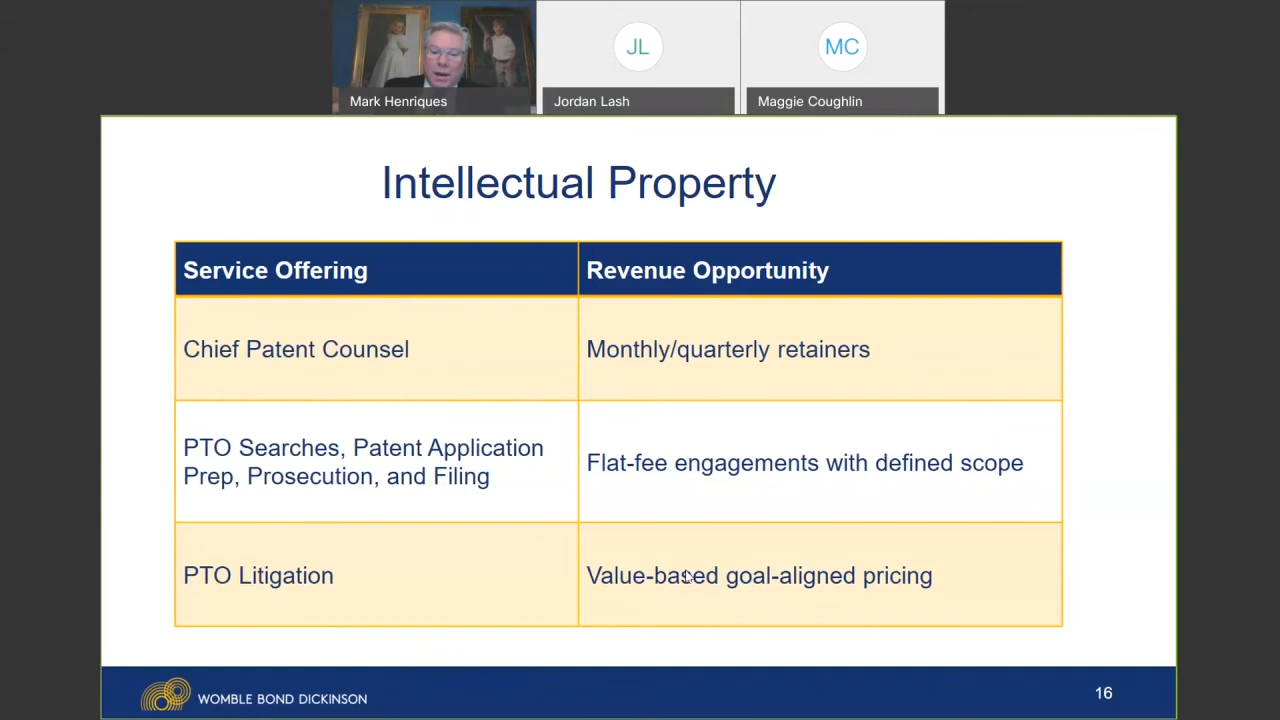 JL
MC
Mark Henriques
Jordan Lash
Maggie Coughlin
Intellectual Property
Service Offering
Revenue Opportunity
Chief Patent Counsel
Monthly/quarterly retainers
PTO Searches, Patent Application
Prep, Prosecution, and Filing
Flat-fee engagements with defined scope
PTO Litigation
Value-based goal-aligned pricing
WOMBLE BOND DICKINSON
16